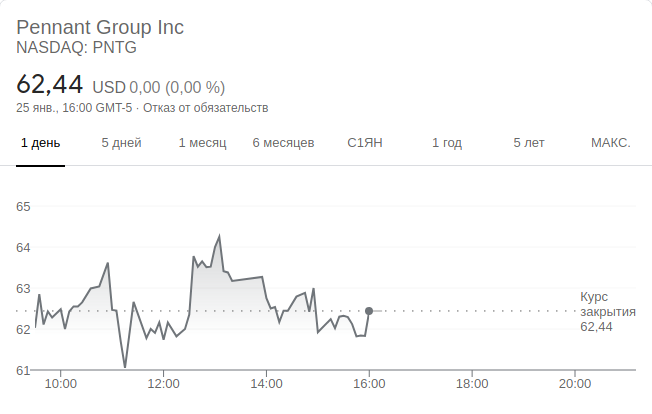 Pennant Group Inc
NASDAQ: PNTG
62,44 USD 0,00 (0,00 %)
25 янв., 16:00 GMT-5 · Отказ от обязательств
1 день 5 дней 1 месяц 6 месяцев С1ЯН 1 год 5 лет МАКС.
65
64
63
Курс
закрытия
62
62,44
61
10:00 12:00 14:00 16:00 18:00 20:00